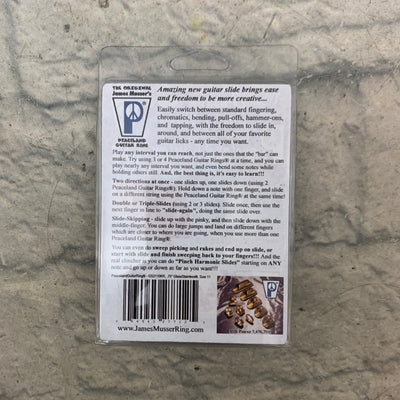 THE ORIGINAL
James Musser's
P
PEACELAND
GUITAR RING
Amazing new guitar slide brings ease
and freedom to be more creative...
Easily switch between standard fingering,
chromatics, bending, pull-offs, hammer-ons,
and tapping, with the freedom to slide in,
around, and between all of your favorite
guitar licks - any time you want.
Play any interval you can reach, not just the ones that the "bar" can
make. Try using 3 or 4 Peaceland Guitar Rings® at a time, and you can
play nearly any interval you want, and even bend some notes while
holding others still. And, the best thing is, it's easy to learn!!!
Two directions at once - one slides up, one slides down (using 2
Peaceland Guitar Rings®). Hold down a note with one finger, and slide
on a different string using the Peaceland Guitar Ring® at the same time!
Double or Triple-Slides (using 2 or 3 slides). Slide once, then use the
next finger in line to "slide-again", doing the same slide over.
Slide-Skipping - slide up with the pinky, and then slide down with the
middle-finger. You can do large jumps and land on different fingers
which are closer to where you are going, when you use more than one
Peaceland Guitar Ring®.
You can even do sweep picking and rakes and end up on slide, or
start with slide and finish sweeping back to your fingers!!! And the
real clincher is you can do "Pinch Harmonic Slides" starting on ANY
note and go up or down as far as you want!!!
www.JamesMusserRing.com